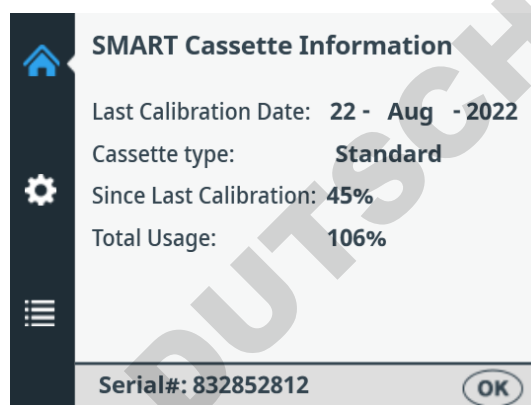 SMART Cassette Information
Last Calibration Date: 22 - Aug - 2022
Cassette type: Standard
Since Last Calibration: 45%
Total Usage: 106%
Serial#: 832852812
OK
DUTSCH